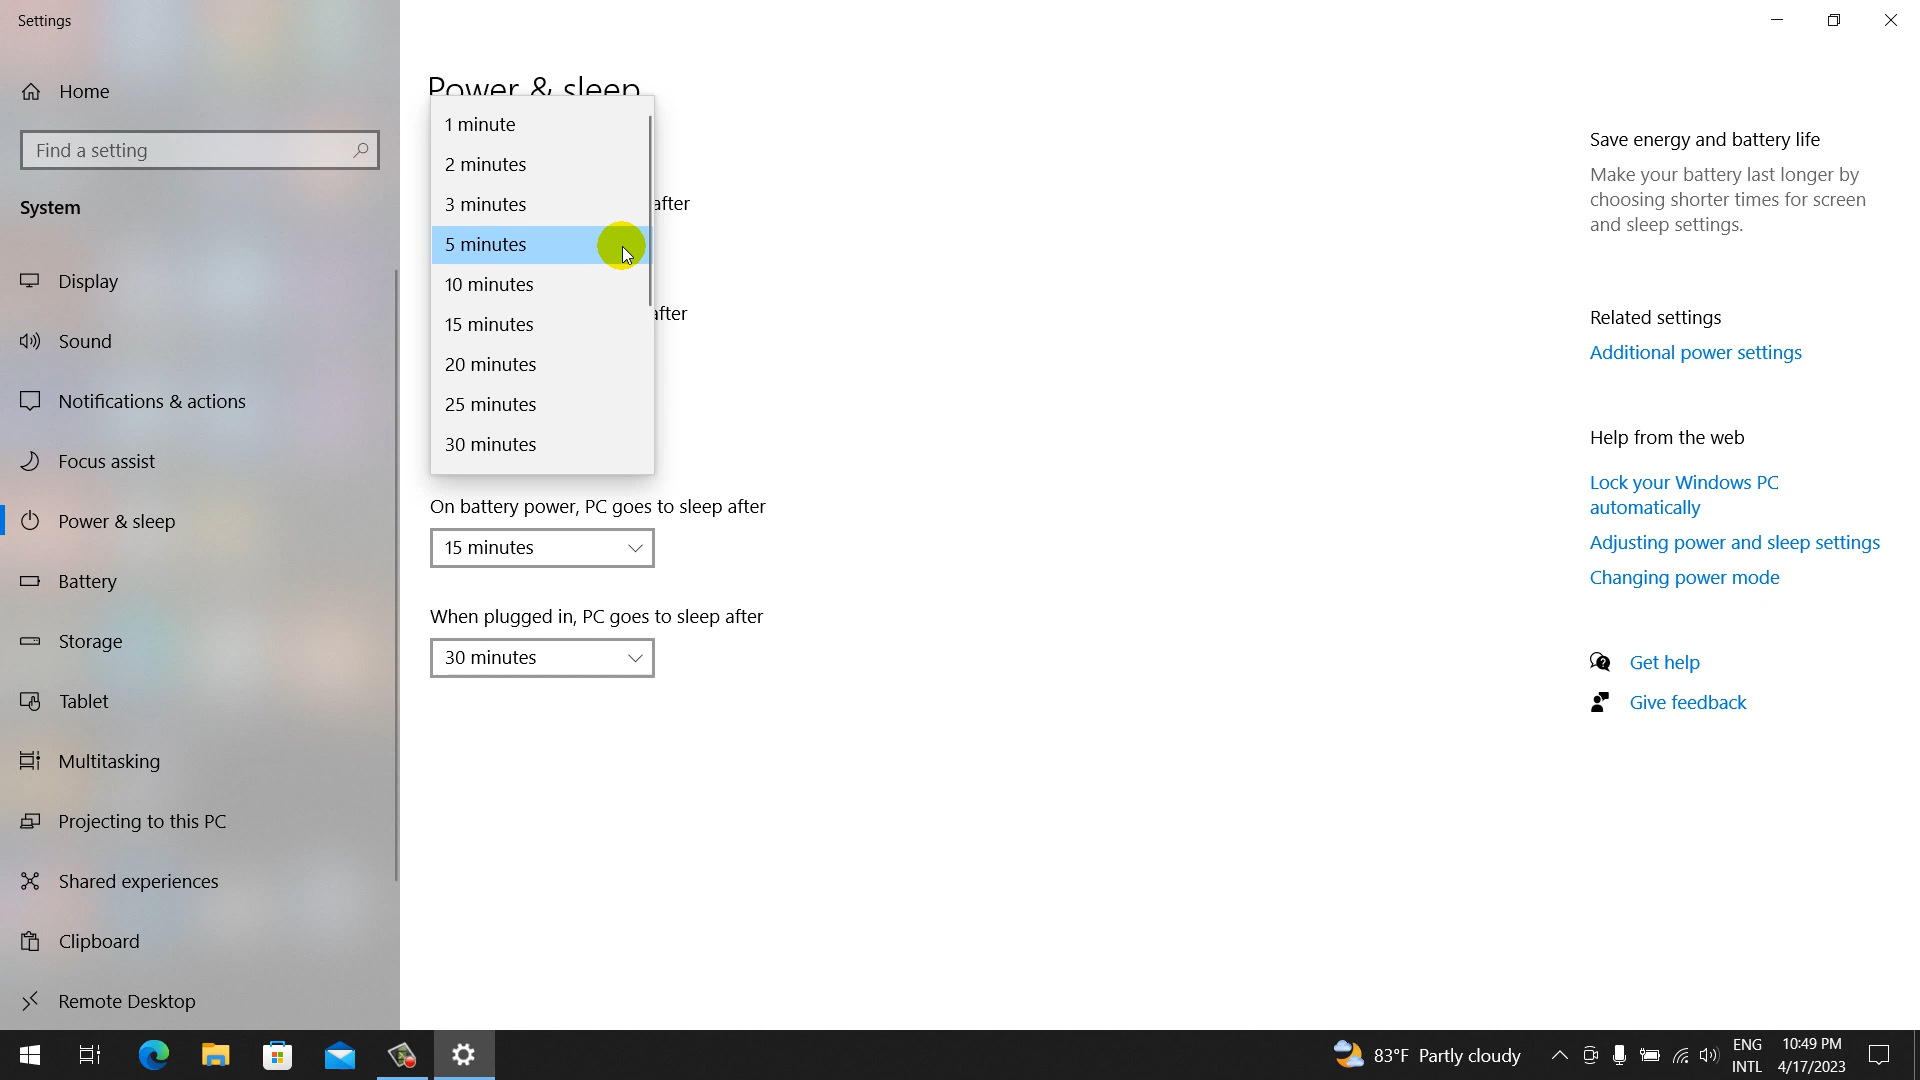 Settings
Home
Find a setting
System
Display
Sound
Notifications & actions
Focus assist
Power & sleep
Battery
Storage
Tablet
Multitasking
Projecting to this PC
Shared experiences
Clipboard
Remote Desktop
Power & sleep
1 minute
2 minutes
3 minutes
after
5 minutes
10 minutes
after
15 minutes
20 minutes
25 minutes
30 minutes
On battery power, PC goes to sleep after
15 minutes
When plugged in, PC goes to sleep after
30 minutes
Save energy and battery life
Make your battery last longer by
choosing shorter times for screen
and sleep settings.
Related settings
Additional power settings
Help from the web
Lock your Windows PC
automatically
Adjusting power and sleep settings
Changing power mode
Get help
Give feedback
83°F Partly cloudy
ENG
INTL
10:49 PM
4/17/2023